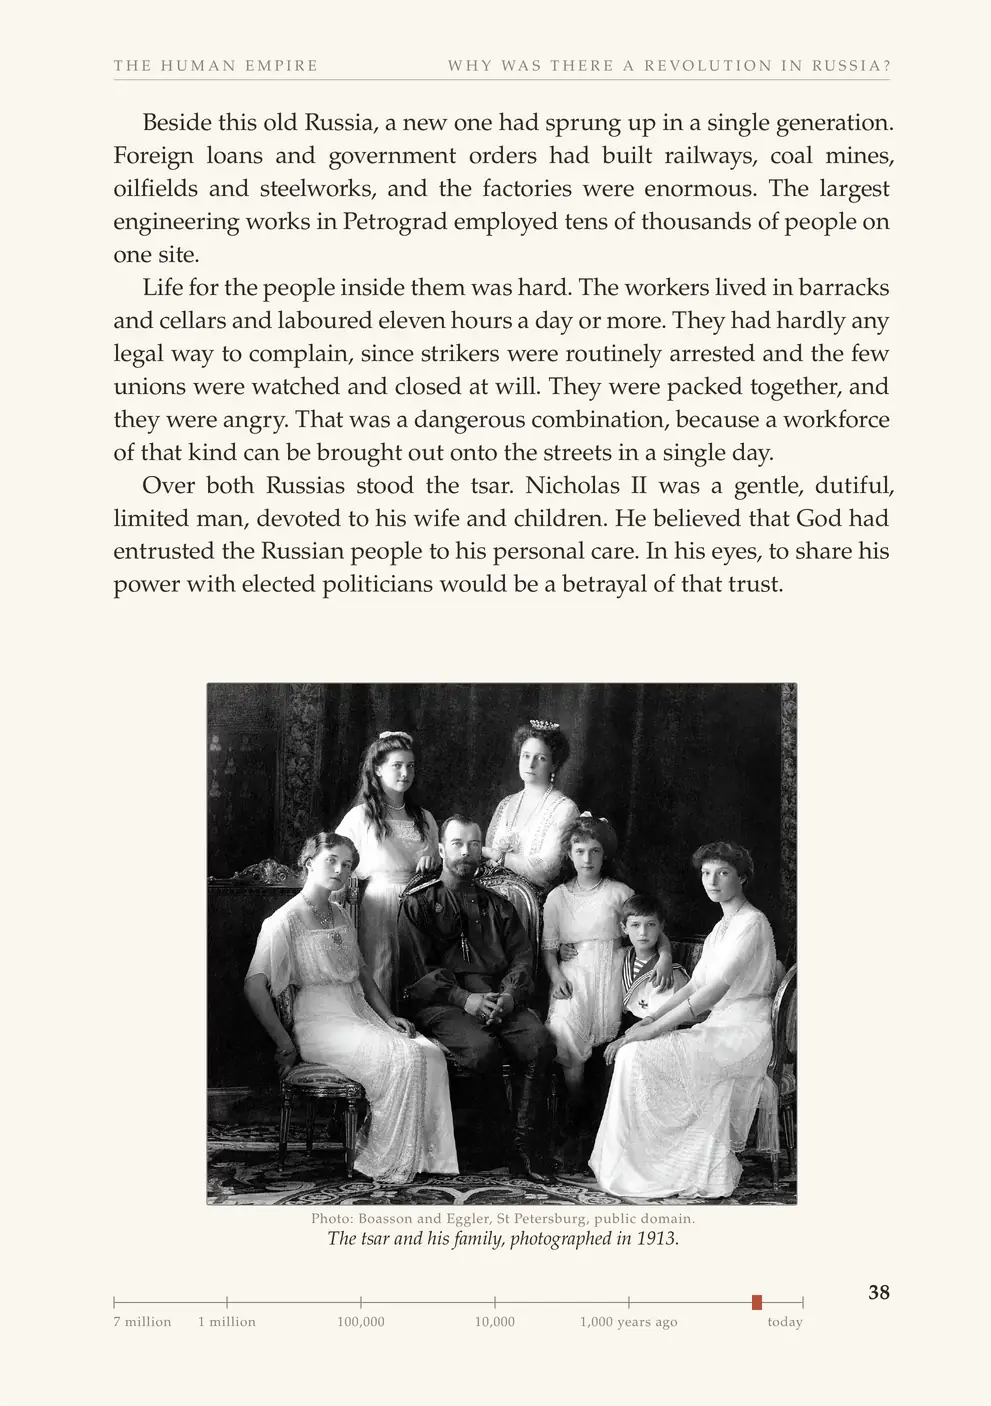 THE HUMAN EMPIRE
WHY WAS THERE A REVOLUTION IN RUSSIA?
Beside this old Russia, a new one had sprung up in a single generation.
Foreign loans and government orders had built railways, coal mines,
oilfields and steelworks, and the factories were enormous. The largest
engineering works in Petrograd employed tens of thousands of people on
one site.
Life for the people inside them was hard. The workers lived in barracks
and cellars and laboured eleven hours a day or more. They had hardly any
legal way to complain, since strikers were routinely arrested and the few
unions were watched and closed at will. They were packed together, and
they were angry. That was a dangerous combination, because a workforce
of that kind can be brought out onto the streets in a single day.
Over both Russias stood the tsar. Nicholas II was a gentle, dutiful,
limited man, devoted to his wife and children. He believed that God had
entrusted the Russian people to his personal care. In his eyes, to share his
power with elected politicians would be a betrayal of that trust.
Photo: Boasson and Eggler, St Petersburg, public domain.
The tsar and his family, photographed in 1913.
38
7 million
1 million
100,000
10,000
1,000 years ago
today